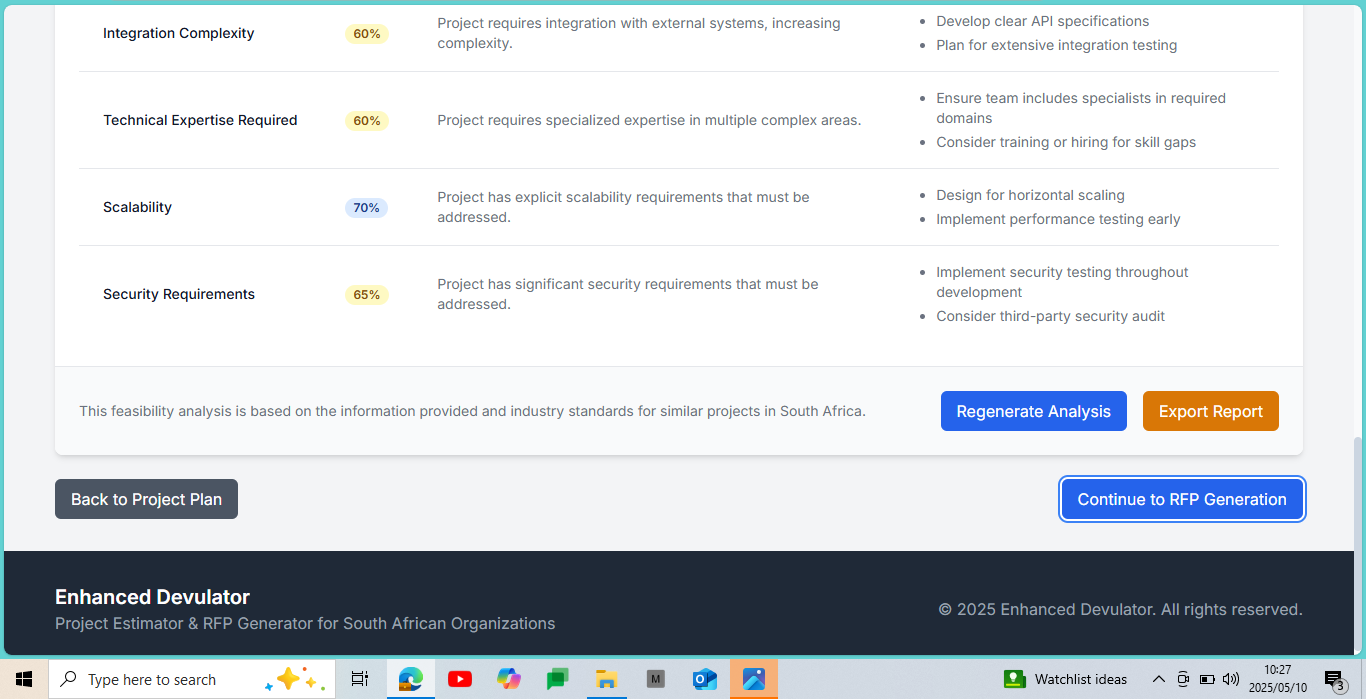 Integration Complexity
60%
Project requires integration with external systems, increasing
complexity.
Develop clear API specifications
Plan for extensive integration testing
Technical Expertise Required
60%
Project requires specialized expertise in multiple complex areas.
Ensure team includes specialists in required
domains
Consider training or hiring for skill gaps
Scalability
70%
Project has explicit scalability requirements that must be
addressed.
Design for horizontal scaling
Implement performance testing early
Security Requirements
65%
Project has significant security requirements that must be
addressed.
Implement security testing throughout
development
Consider third-party security audit
This feasibility analysis is based on the information provided and industry standards for similar projects in South Africa.
Regenerate Analysis
Export Report
Back to Project Plan
Continue to RFP Generation
Enhanced Devulator
Project Estimator & RFP Generator for South African Organizations
© 2025 Enhanced Devulator. All rights reserved.
Type here to search
M
Watchlist ideas
10:27
2025/05/10
3